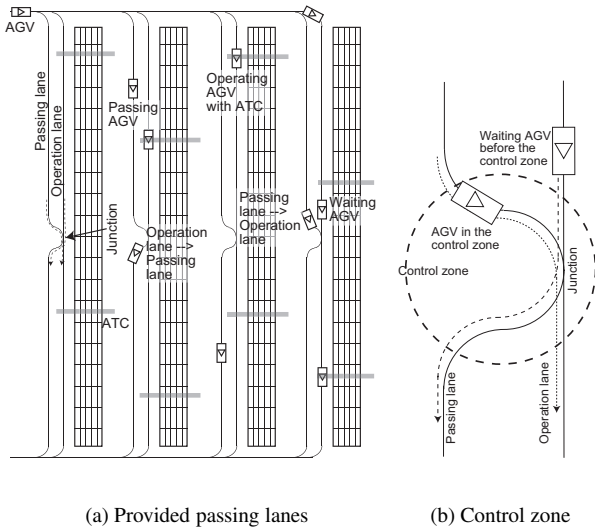 AGV
Passing lane
Operation lane
Junction
ATC
Passing
AGV
Operation
lane -->
Passing
lane
Operating
AGV
with ATC
Passing
lane -->
Operation
lane
Waiting
AGV
(a) Provided passing lanes
Waiting AGV
before the
control zone
AGV in the
control zone
Control zone
Junction
Passing lane
Operation lane
(b) Control zone